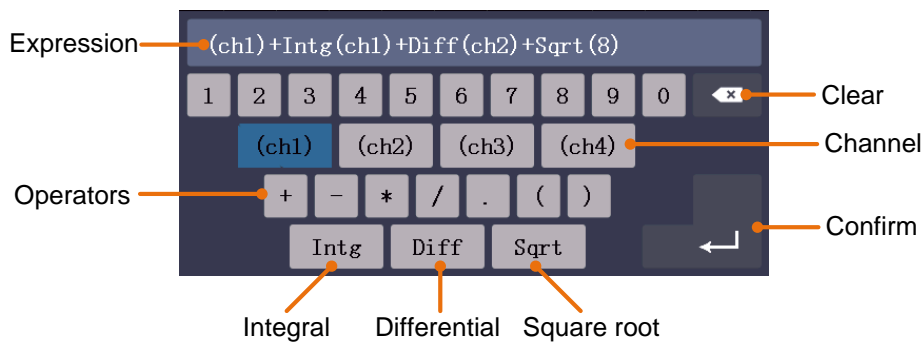 Expression
(ch1)+Intg(ch1)+Diff(ch2)+Sqrt(8)
1 2 3 4 5 6 7 8 9 0
Clear
(ch1) (ch2) (ch3) (ch4)
Channel
Operators
+ - * / . ( )
Confirm
Intg Diff Sqrt
Integral Differential Square root